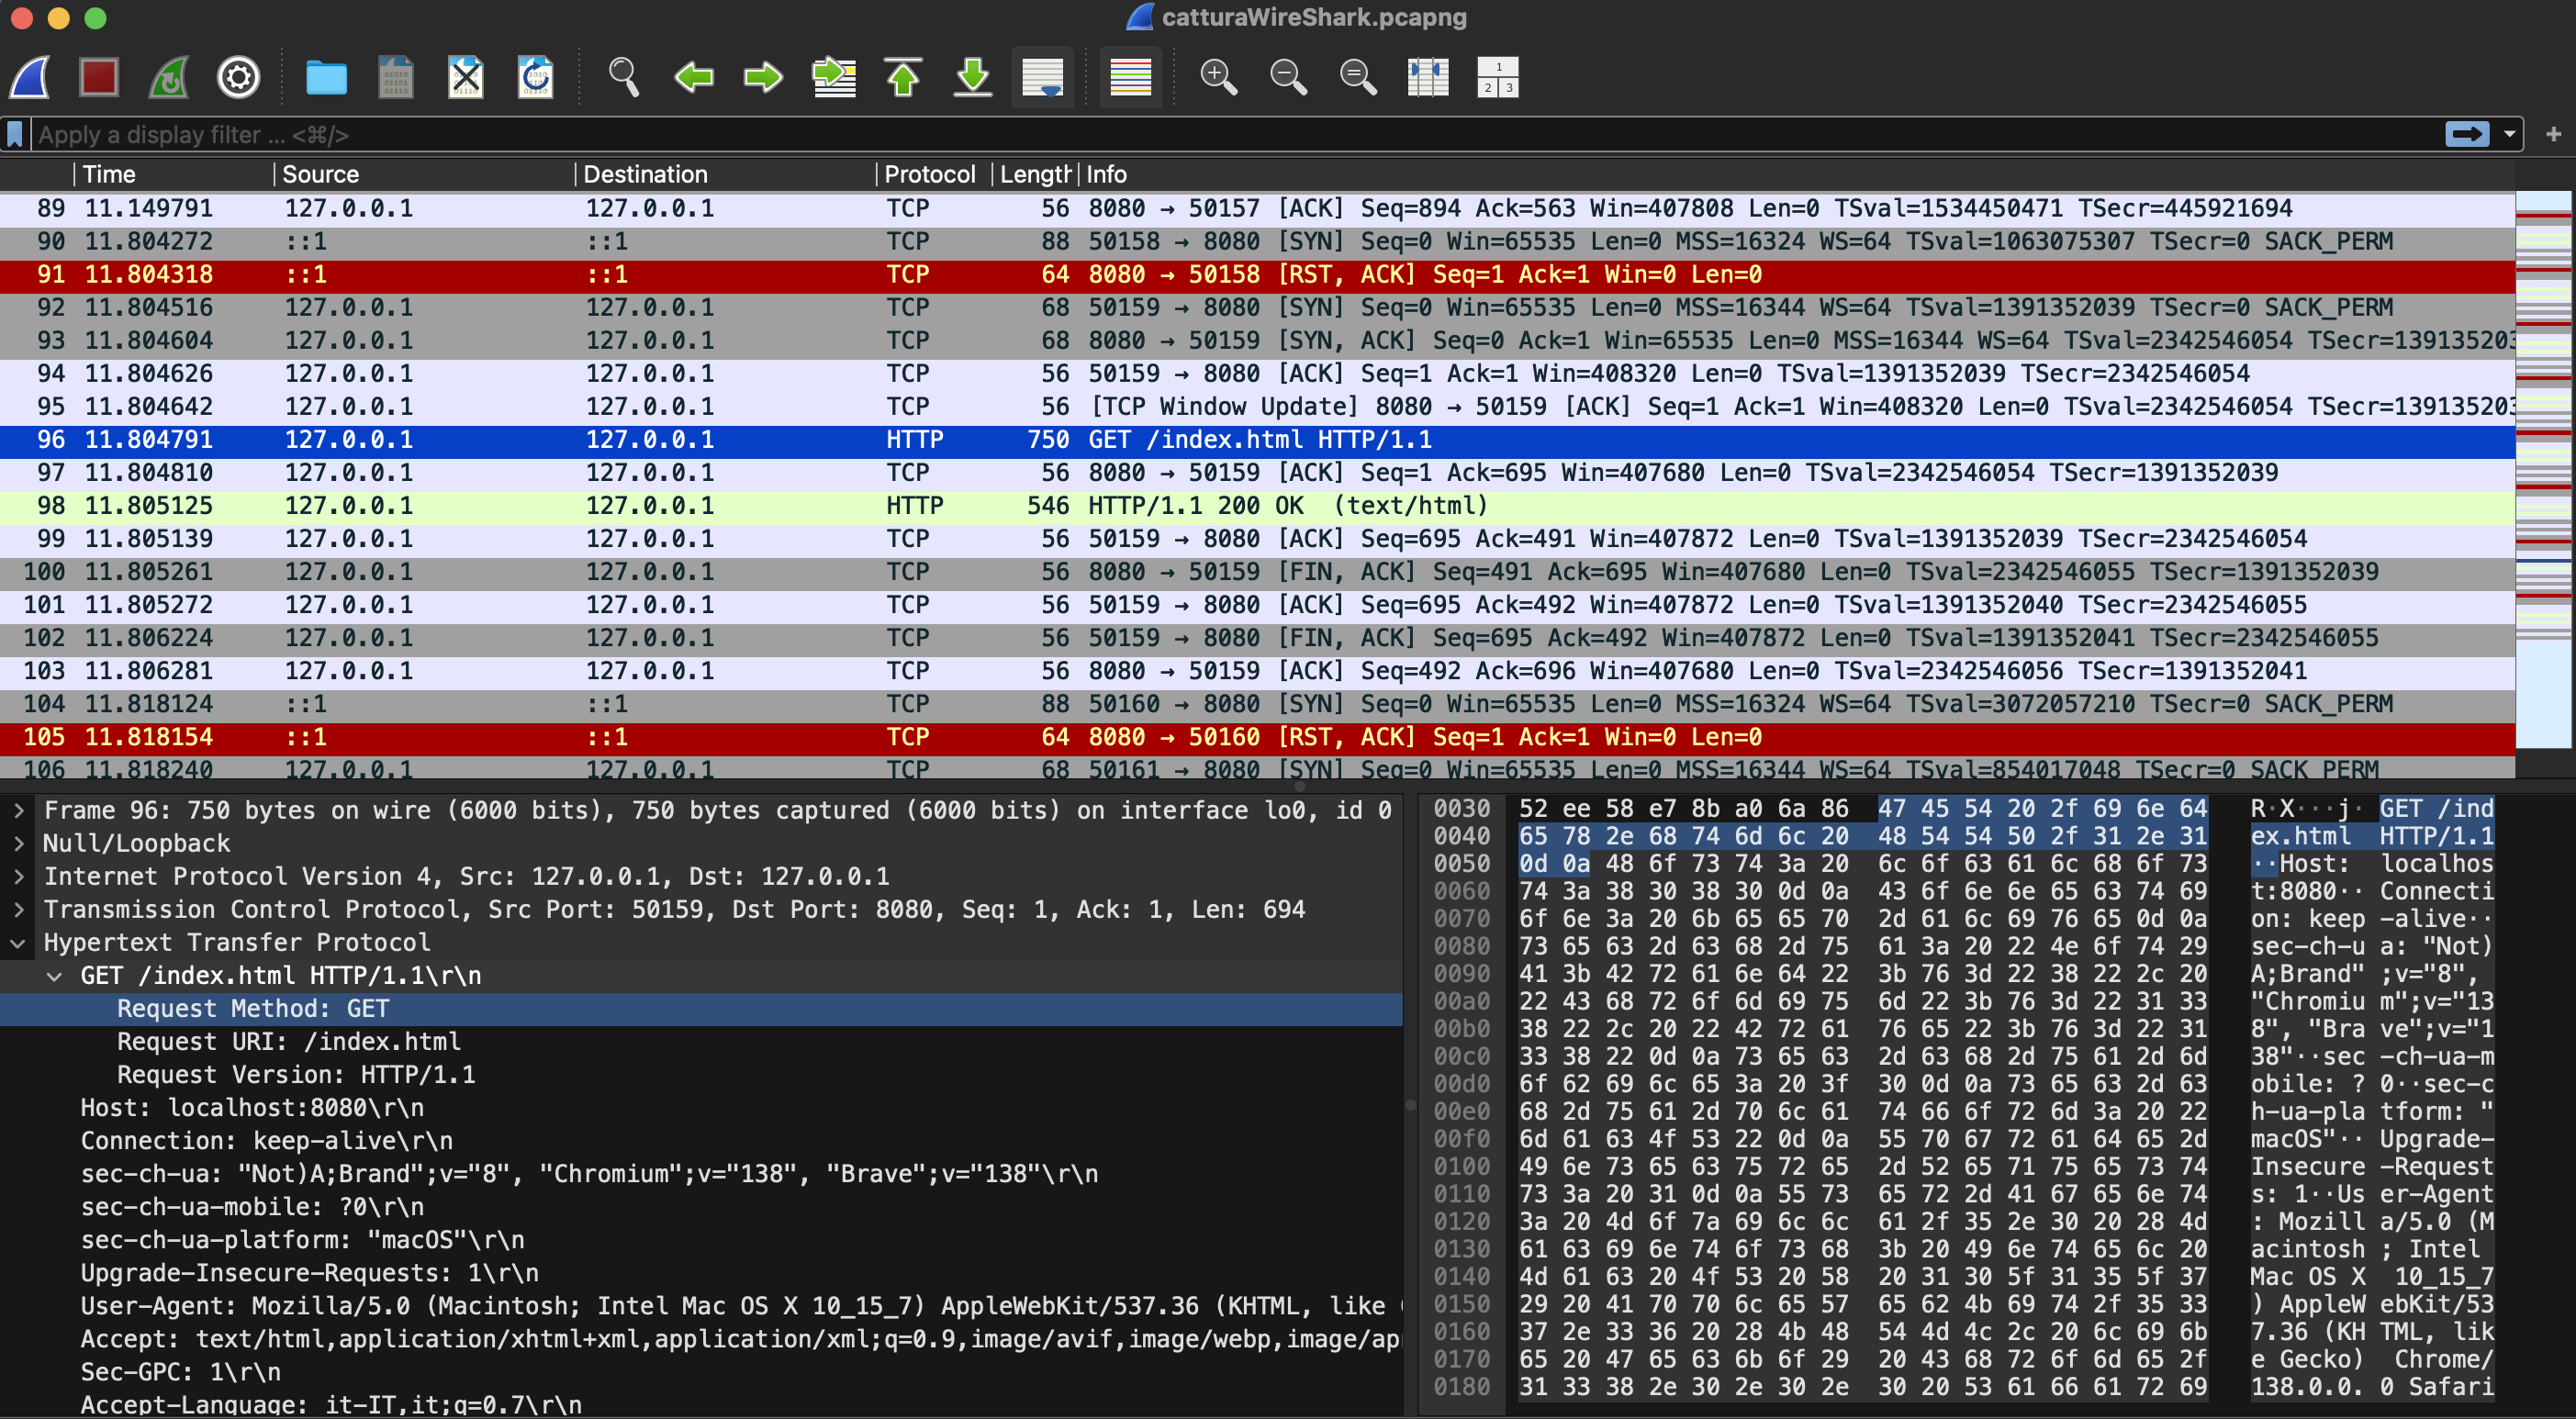 catturaWireShark.pcapng
1
2 3
Apply a display filter ... <⌘/>
+
Time Source Destination Protocol Length Info
89 11.149791 127.0.0.1 127.0.0.1 TCP 56 8080 → 50157 [ACK] Seq=894 Ack=563 Win=407808 Len=0 TSval=1534450471 TSecr=445921694
90 11.804272 ::1 ::1 TCP 88 50158 → 8080 [SYN] Seq=0 Win=65535 Len=0 MSS=16324 WS=64 TSval=1063075307 TSecr=0 SACK_PERM
91 11.804318 ::1 ::1 TCP 64 8080 → 50158 [RST, ACK] Seq=1 Ack=1 Win=0 Len=0
92 11.804516 127.0.0.1 127.0.0.1 TCP 68 50159 → 8080 [SYN] Seq=0 Win=65535 Len=0 MSS=16344 WS=64 TSval=1391352039 TSecr=0 SACK_PERM
93 11.804604 127.0.0.1 127.0.0.1 TCP 68 8080 → 50159 [SYN, ACK] Seq=0 Ack=1 Win=65535 Len=0 MSS=16344 WS=64 TSval=2342546054 TSecr=139135203
94 11.804626 127.0.0.1 127.0.0.1 TCP 56 50159 → 8080 [ACK] Seq=1 Ack=1 Win=408320 Len=0 TSval=1391352039 TSecr=2342546054
95 11.804642 127.0.0.1 127.0.0.1 TCP 56 [TCP Window Update] 8080 → 50159 [ACK] Seq=1 Ack=1 Win=408320 Len=0 TSval=2342546054 TSecr=139135203
96 11.804791 127.0.0.1 127.0.0.1 HTTP 750 GET /index.html HTTP/1.1
97 11.804810 127.0.0.1 127.0.0.1 TCP 56 8080 → 50159 [ACK] Seq=1 Ack=695 Win=407680 Len=0 TSval=2342546054 TSecr=1391352039
98 11.805125 127.0.0.1 127.0.0.1 HTTP 546 HTTP/1.1 200 OK (text/html)
99 11.805139 127.0.0.1 127.0.0.1 TCP 56 50159 → 8080 [ACK] Seq=695 Ack=491 Win=407872 Len=0 TSval=1391352039 TSecr=2342546054
100 11.805261 127.0.0.1 127.0.0.1 TCP 56 8080 → 50159 [FIN, ACK] Seq=491 Ack=695 Win=407680 Len=0 TSval=2342546055 TSecr=1391352039
101 11.805272 127.0.0.1 127.0.0.1 TCP 56 50159 → 8080 [ACK] Seq=695 Ack=492 Win=407872 Len=0 TSval=1391352040 TSecr=2342546055
102 11.806224 127.0.0.1 127.0.0.1 TCP 56 50159 → 8080 [FIN, ACK] Seq=695 Ack=492 Win=407872 Len=0 TSval=1391352041 TSecr=2342546055
103 11.806281 127.0.0.1 127.0.0.1 TCP 56 8080 → 50159 [ACK] Seq=492 Ack=696 Win=407680 Len=0 TSval=2342546056 TSecr=1391352041
104 11.818124 ::1 ::1 TCP 88 50160 → 8080 [SYN] Seq=0 Win=65535 Len=0 MSS=16324 WS=64 TSval=3072057210 TSecr=0 SACK_PERM
105 11.818154 ::1 ::1 TCP 64 8080 → 50160 [RST, ACK] Seq=1 Ack=1 Win=0 Len=0
106 11.818240 127.0.0.1 127.0.0.1 TCP 68 50161 → 8080 [SYN] Seq=0 Win=65535 Len=0 MSS=16344 WS=64 TSval=854017048 TSecr=0 SACK_PERM
Frame 96: 750 bytes on wire (6000 bits), 750 bytes captured (6000 bits) on interface lo0, id 0
Null/Loopback
Internet Protocol Version 4, Src: 127.0.0.1, Dst: 127.0.0.1
Transmission Control Protocol, Src Port: 50159, Dst Port: 8080, Seq: 1, Ack: 1, Len: 694
Hypertext Transfer Protocol
GET /index.html HTTP/1.1\r\n
Request Method: GET
Request URI: /index.html
Request Version: HTTP/1.1
Host: localhost:8080\r\n
Connection: keep-alive\r\n
sec-ch-ua: "Not)A;Brand";v="8", "Chromium";v="138", "Brave";v="138"\r\n
sec-ch-ua-mobile: ?0\r\n
sec-ch-ua-platform: "macOS"\r\n
Upgrade-Insecure-Requests: 1\r\n
User-Agent: Mozilla/5.0 (Macintosh; Intel Mac OS X 10_15_7) AppleWebKit/537.36 (KHTML, like
Accept: text/html,application/xhtml+xml,application/xml;q=0.9,image/avif,image/webp,image/ap
Sec-GPC: 1\r\n
Accept-Language: it-IT,it;q=0.7\r\n
0030 52 ee 58 e7 8b a0 6a 86 47 45 54 20 2f 69 6e 64 R·X···j· GET /ind
0040 65 78 2e 68 74 6d 6c 20 48 54 54 50 2f 31 2e 31 ex.html HTTP/1.1
0050 0d 0a 48 6f 73 74 3a 20 6c 6f 63 61 6c 68 6f 73 ··Host: localhos
0060 74 3a 38 30 38 30 0d 0a 43 6f 6e 6e 65 63 74 69 t:8080·· Connecti
0070 6f 6e 3a 20 6b 65 65 70 2d 61 6c 69 76 65 0d 0a on: keep -alive··
0080 73 65 63 2d 63 68 2d 75 61 3a 20 22 4e 6f 74 29 sec-ch-u a: "Not)
0090 41 3b 42 72 61 6e 64 22 3b 76 3d 22 38 22 2c 20 A;Brand" ;v="8",
00a0 22 43 68 72 6f 6d 69 75 6d 22 3b 76 3d 22 31 33 "Chromiu m";v="13
00b0 38 22 2c 20 22 42 72 61 76 65 22 3b 76 3d 22 31 8", "Bra ve";v="1
00c0 33 38 22 0d 0a 73 65 63 2d 63 68 2d 75 61 2d 6d 38"··sec -ch-ua-m
00d0 6f 62 69 6c 65 3a 20 3f 30 0d 0a 73 65 63 2d 63 obile: ? 0··sec-c
00e0 68 2d 75 61 2d 70 6c 61 74 66 6f 72 6d 3a 20 22 h-ua-pla tform: "
00f0 6d 61 63 4f 53 22 0d 0a 55 70 67 72 61 64 65 2d macOS"·· Upgrade-
0100 49 6e 73 65 63 75 72 65 2d 52 65 71 75 65 73 74 Insecure -Request
0110 73 3a 20 31 0d 0a 55 73 65 72 2d 41 67 65 6e 74 s: 1··Us er-Agent
0120 3a 20 4d 6f 7a 69 6c 6c 61 2f 35 2e 30 20 28 4d : Mozill a/5.0 (M
0130 61 63 69 6e 74 6f 73 68 3b 20 49 6e 74 65 6c 20 acintosh ; Intel
0140 4d 61 63 20 4f 53 20 58 20 31 30 5f 31 35 5f 37 Mac OS X 10_15_7
0150 29 20 41 70 70 6c 65 57 65 62 4b 69 74 2f 35 33 ) AppleW ebKit/53
0160 37 2e 33 36 20 28 4b 48 54 4d 4c 2c 20 6c 69 6b 7.36 (KH TML, lik
0170 65 20 47 65 63 6b 6f 29 20 43 68 72 6f 6d 65 2f e Gecko) Chrome/
0180 31 33 38 2e 30 2e 30 2e 30 20 53 61 66 61 72 69 138.0.0. 0 Safari